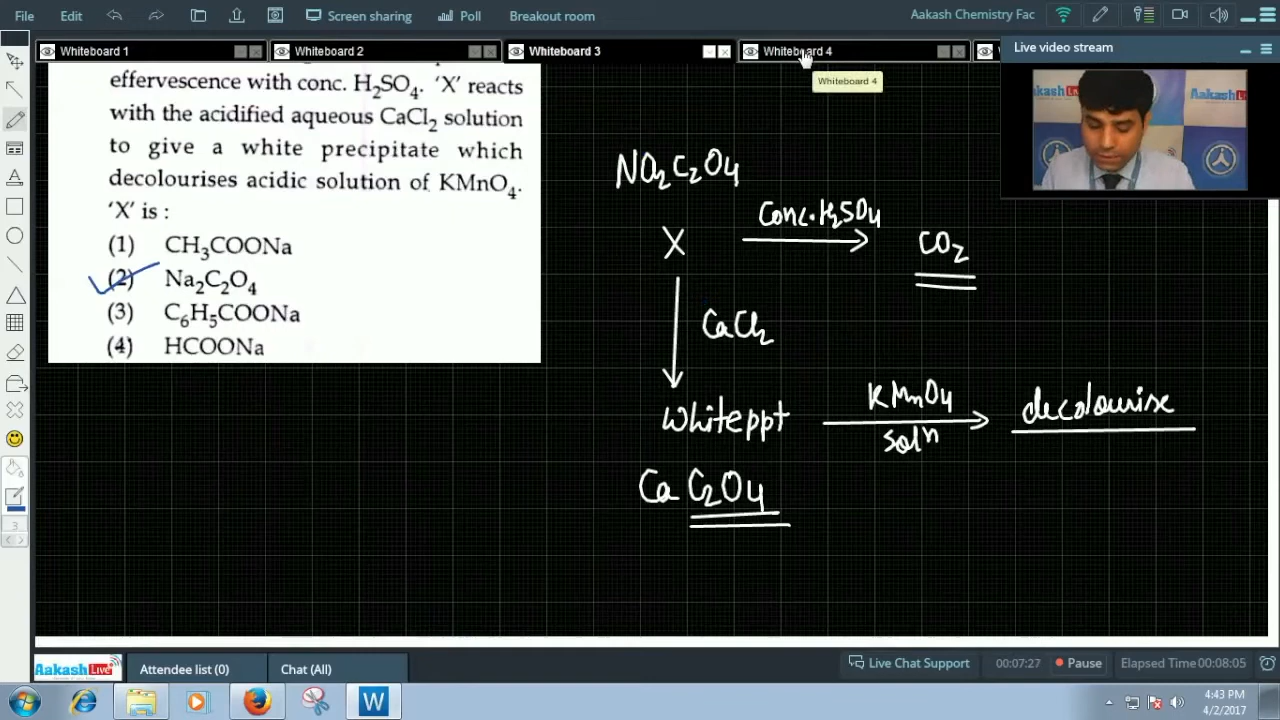 File Edit Screen sharing Poll Breakout room Aakash Chemistry Fac
Whiteboard 1 Whiteboard 2 Whiteboard 3 Whiteboard 4 W
Live video stream
Whiteboard 4
effervescence with conc. H₂SO₄. ‘X’ reacts
with the acidified aqueous CaCl₂ solution
to give a white precipitate which
decolourises acidic solution of KMnO₄.
‘X’ is :
(1) CH₃COONa
(2) Na₂C₂O₄
(3) C₆H₅COONa
(4) HCOONa
Na₂C₂O₄
X Conc.H₂SO₄ CO₂
CaCl₂
White ppt KMnO₄ solⁿ decolourise
CaC₂O₄
3
Aakash Live Attendee list (0) Chat (All) Live Chat Support 00:07:27 Pause Elapsed Time 00:08:05
4:43 PM
4/2/2017